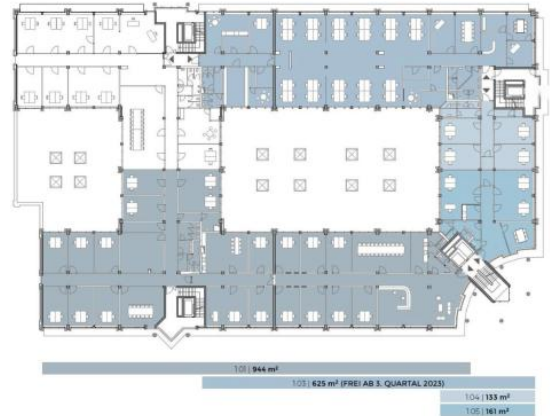 1.01 | 944 m²
1.03 | 625 m² (FREI AB 3. QUARTAL 2023)
1.04 | 133 m²
1.05 | 161 m²